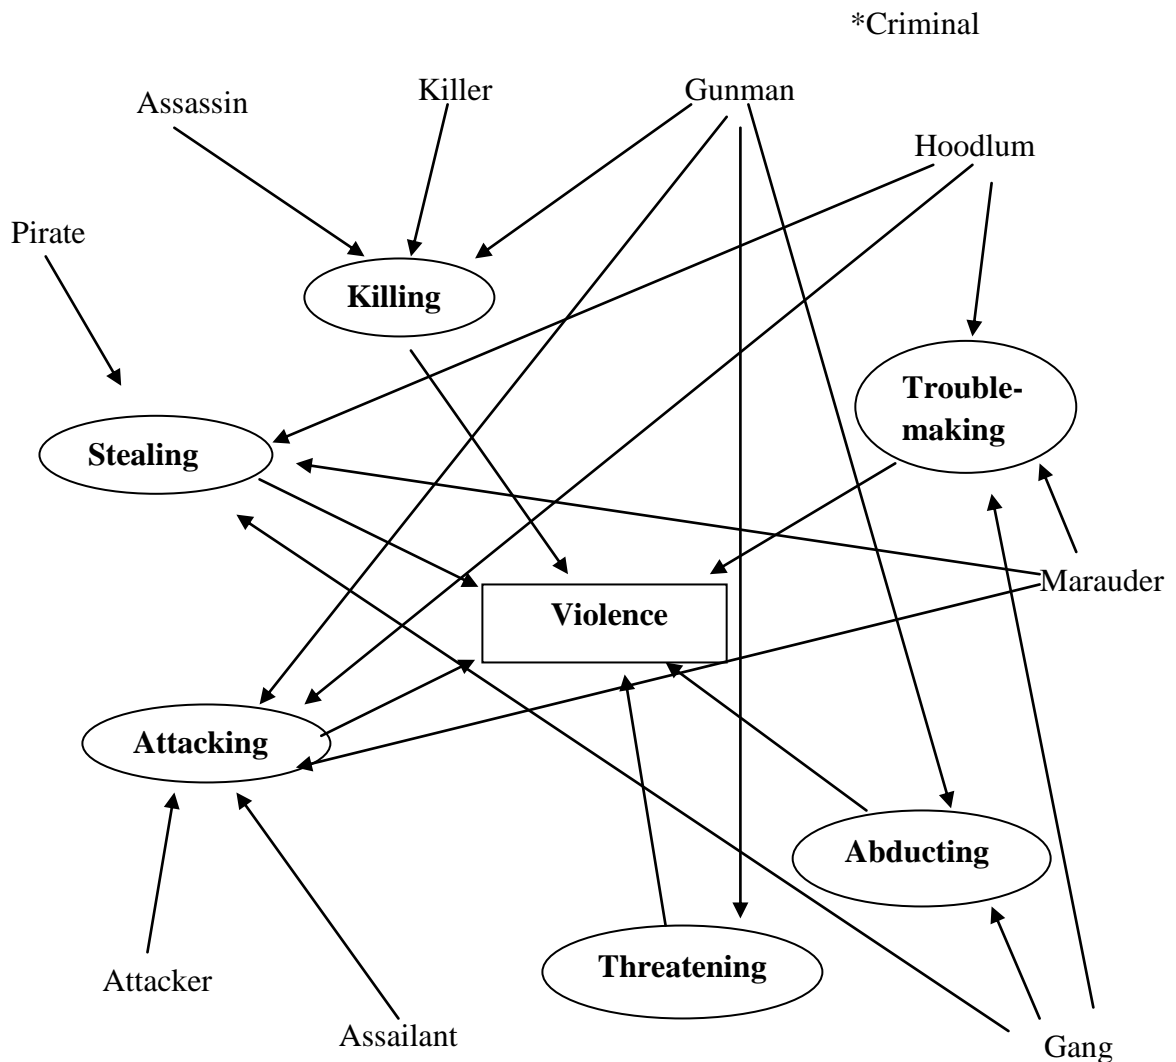 *Criminal
Assassin
Killer
Gunman
Hoodlum
Pirate
Killing
Trouble-
making
Stealing
Marauder
Violence
Attacking
Abducting
Threatening
Attacker
Assailant
Gang